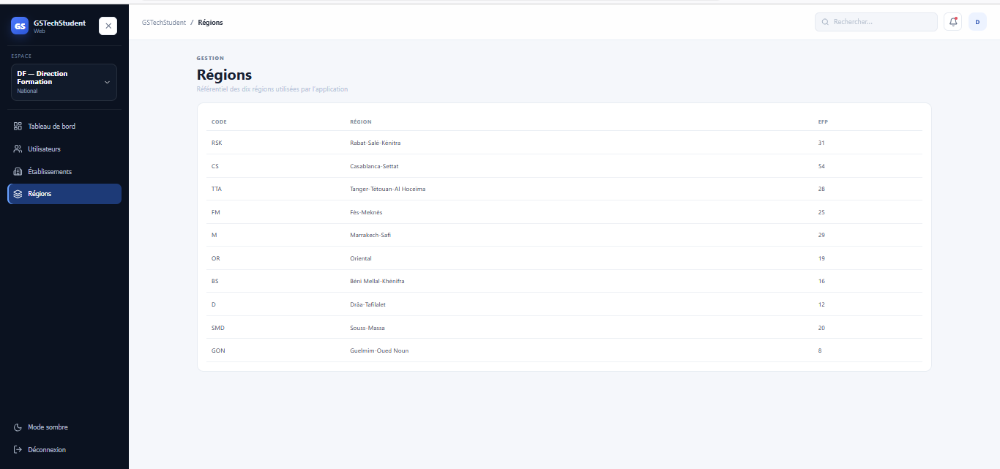 GS
GSTechStudent
Web
ESPACE
DF — Direction
Formation
National
Tableau de bord
Utilisateurs
Établissements
Régions
Mode sombre
Déconnexion
GSTechStudent / Régions
Rechercher...
D
GESTION
Régions
Référentiel des dix régions utilisées par l'application
CODE RÉGION EFP
RSK Rabat-Salé-Kénitra 31
CS Casablanca-Settat 54
TTA Tanger-Tétouan-Al Hoceima 28
FM Fès-Meknès 25
M Marrakech-Safi 29
OR Oriental 19
BS Béni Mellal-Khénifra 16
D Drâa-Tafilalet 12
SMD Souss-Massa 20
GON Guelmim-Oued Noun 8